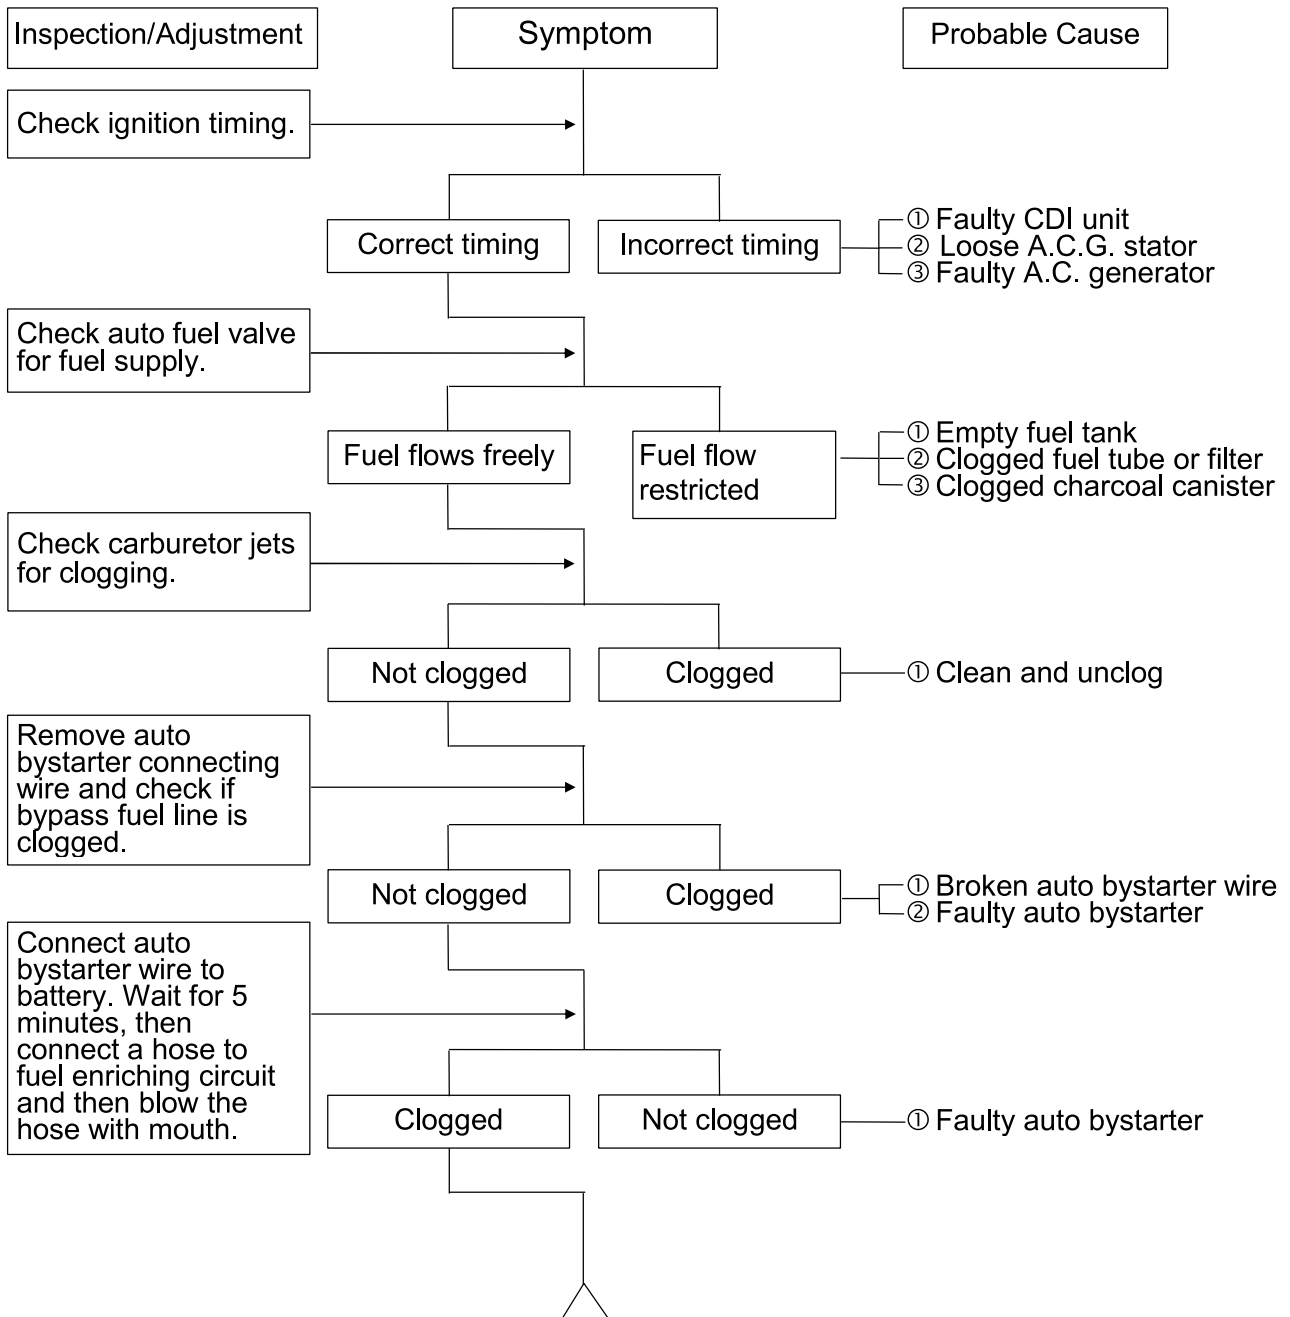 Inspection/Adjustment
Symptom
Probable Cause
Check ignition timing.
Correct timing
Incorrect timing
① Faulty CDI unit
② Loose A.C.G. stator
③ Faulty A.C. generator
Check auto fuel valve
for fuel supply.
Fuel flows freely
Fuel flow
restricted
① Empty fuel tank
② Clogged fuel tube or filter
③ Clogged charcoal canister
Check carburetor jets
for clogging.
Not clogged
Clogged
① Clean and unclog
Remove auto
bystarter connecting
wire and check if
bypass fuel line is
clogged.
Not clogged
Clogged
① Broken auto bystarter wire
② Faulty auto bystarter
Connect auto
bystarter wire to
battery. Wait for 5
minutes, then
connect a hose to
fuel enriching circuit
and then blow the
hose with mouth.
Clogged
Not clogged
① Faulty auto bystarter